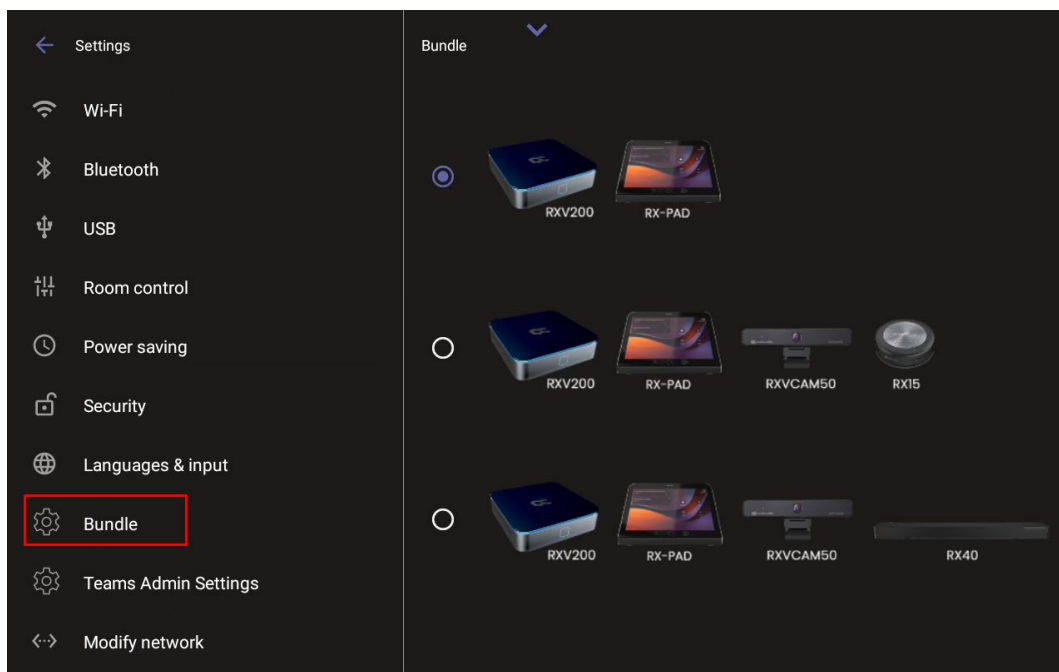 Settings
Wi-Fi
Bluetooth
USB
Room control
Power saving
Security
Languages & input
Bundle
Teams Admin Settings
Modify network
Bundle
RXV200 RX-PAD
RXV200 RX-PAD RXVCAM50 RX15
RXV200 RX-PAD RXVCAM50 RX40